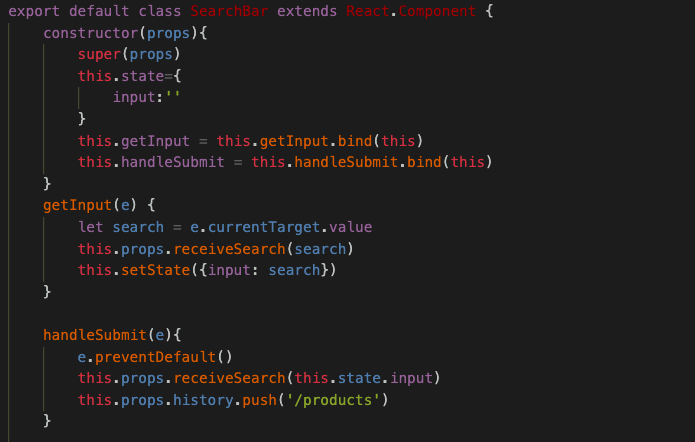 export default class SearchBar extends React.Component {
constructor(props){
super(props)
this.state={
input:''
}
this.getInput = this.getInput.bind(this)
this.handleSubmit = this.handleSubmit.bind(this)
}
getInput(e) {
let search = e.currentTarget.value
this.props.receiveSearch(search)
this.setState({input: search})
}
handleSubmit(e){
e.preventDefault()
this.props.receiveSearch(this.state.input)
this.props.history.push('/products')
}